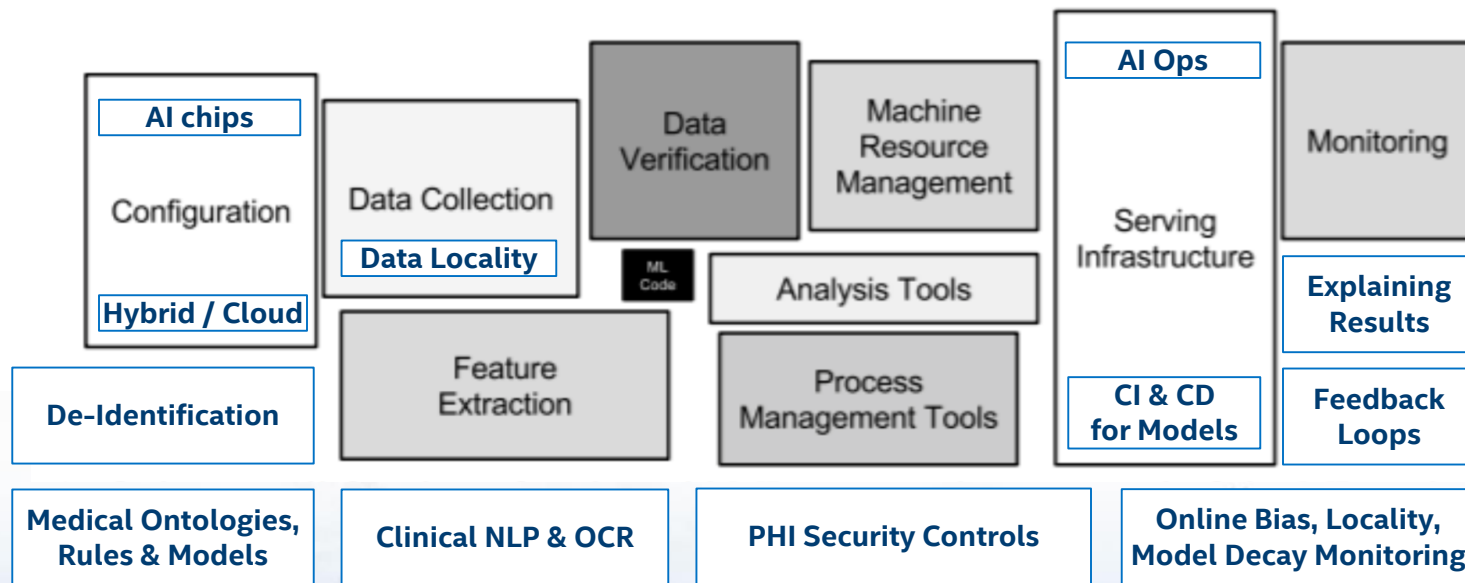 AI chips
Configuration
Hybrid / Cloud
Data Collection
Data Locality
Data
Verification
ML
Code
Machine
Resource
Management
Analysis Tools
Feature
Extraction
Process
Management Tools
AI Ops
Serving
Infrastructure
CI & CD
for Models
Monitoring
Explaining
Results
Feedback
Loops
De-Identification
Medical Ontologies,
Rules & Models
Clinical NLP & OCR
PHI Security Controls
Online Bias, Locality,
Model Decay Monitoring